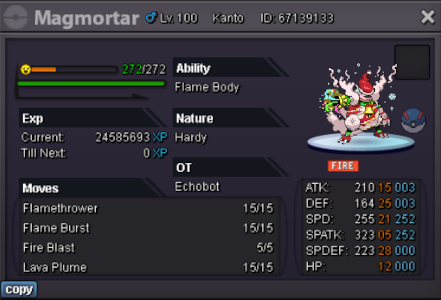 Magmortar ♂ Lv. 100 Kanto ID: 67139133
272/272
Ability
Flame Body
Exp
Current: 24585693 XP
Till Next: 0 XP
Nature
Hardy
OT
Echobot
Moves
Flamethrower 15/15
Flame Burst 15/15
Fire Blast 5/5
Lava Plume 15/15
FIRE
ATK: 210 15 003
DEF: 164 25 003
SPD: 255 21 252
SPATK: 323 05 252
SPDEF: 223 28 000
HP: 12 000
copy